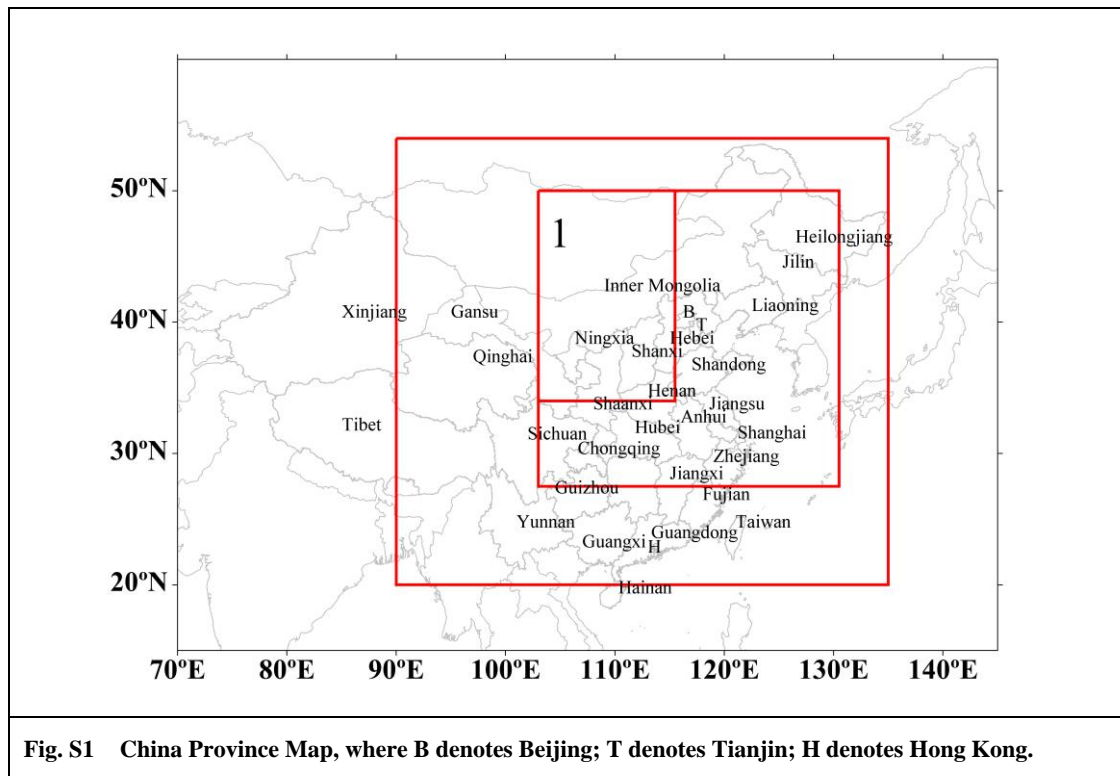 50ºN
40ºN
30ºN
20ºN
1
Heilongjiang
Jilin
Inner Mongolia
Liaoning
Xinjiang
Gansu
B
T
Ningxia
Hebei
Shanxi
Qinghai
Shandong
Henan
Shaanxi
Jiangsu
Anhui
Tibet
Hubei
Sichuan
Shanghai
Chongqing
Zhejiang
Jiangxi
Guizhou
Fujian
Yunnan
Taiwan
Guangdong
Guangxi
H
Hainan
70ºE 80ºE 90ºE 100ºE 110ºE 120ºE 130ºE 140ºE
Fig. S1 China Province Map, where B denotes Beijing; T denotes Tianjin; H denotes Hong Kong.